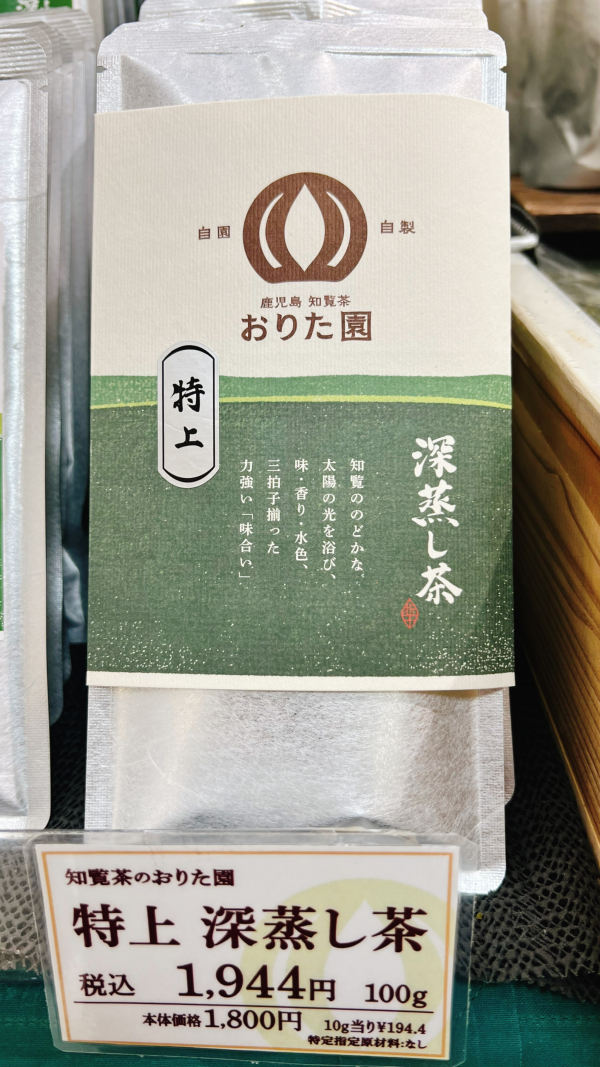 自園
自製
鹿児島 知覧茶
おりた園
特上
深蒸し茶
知覧ののどかな
太陽の光を浴び、
味・香り・水色、
三拍子揃った
力強い「味合い」
知覧茶のおりた園
特上 深蒸し茶
税込 1,944円 100g
本体価格1,800円 10g当り¥194.4
特定指定原材料:なし